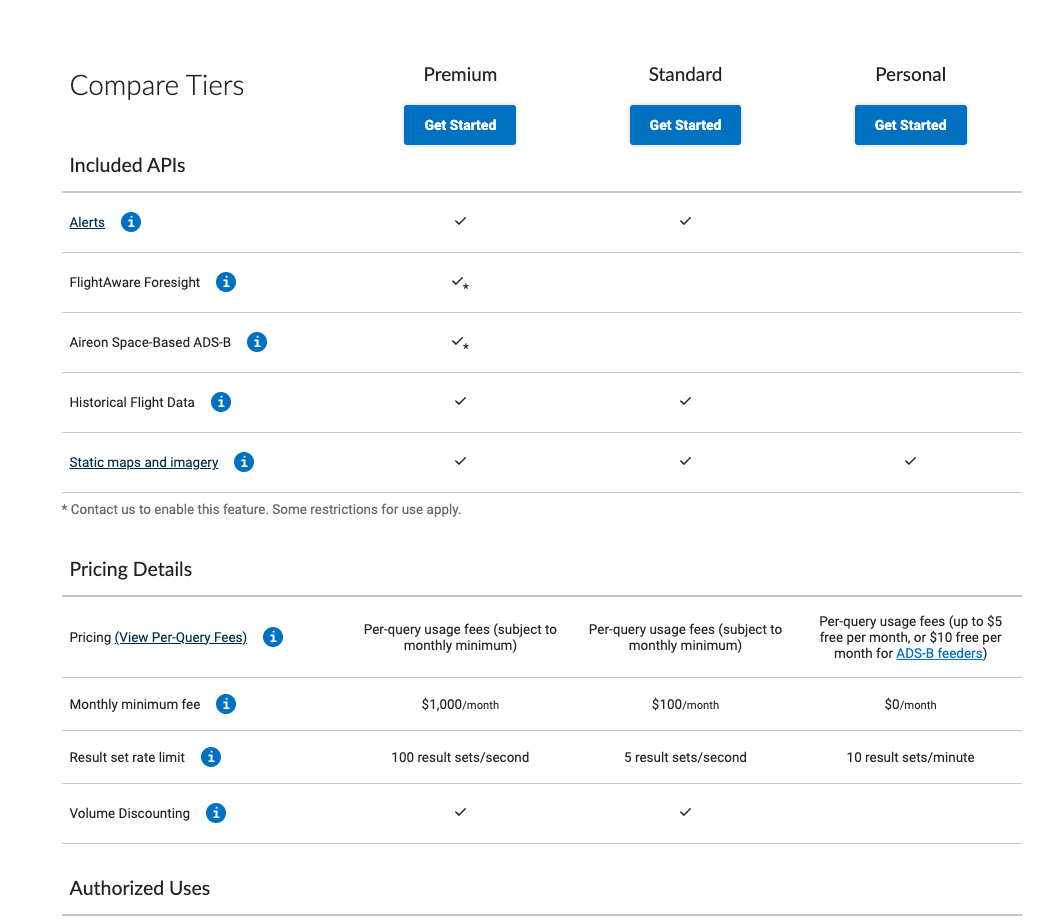 Compare Tiers
Premium
Standard
Personal
Get Started
Get Started
Get Started
Included APIs
Alerts i ✓ ✓
FlightAware Foresight i ✓*
Aireon Space-Based ADS-B i ✓*
Historical Flight Data i ✓ ✓
Static maps and imagery i ✓ ✓ ✓
* Contact us to enable this feature. Some restrictions for use apply.
Pricing Details
Pricing (View Per-Query Fees) i
Per-query usage fees (subject to
monthly minimum)
Per-query usage fees (subject to
monthly minimum)
Per-query usage fees (up to $5
free per month, or $10 free per
month for ADS-B feeders)
Monthly minimum fee i $1,000/month $100/month $0/month
Result set rate limit i 100 result sets/second 5 result sets/second 10 result sets/minute
Volume Discounting i ✓ ✓
Authorized Uses